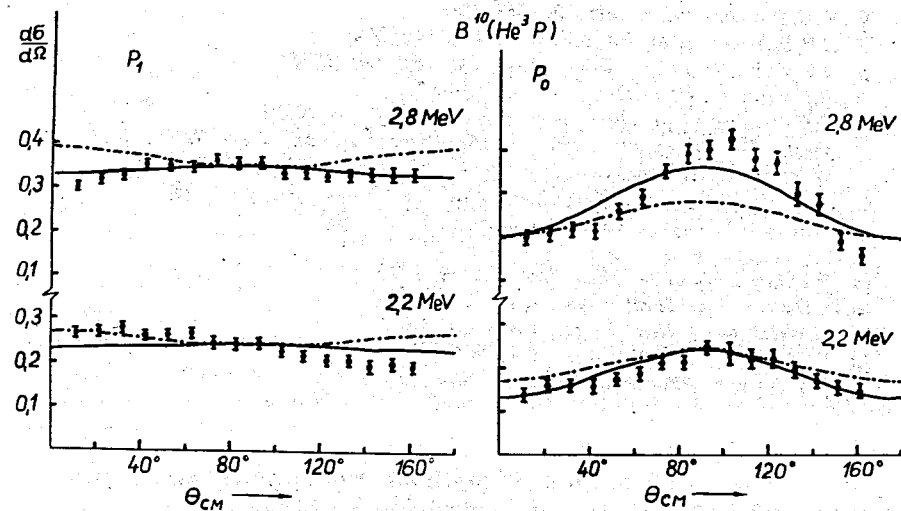 dб
dΩ
B¹⁰(He³P)
P₁
P₀
2,8 MeV
2,8 MeV
0,4
0,3
0,2
0,1
2,2 MeV
2,2 MeV
0,3
0,2
0,1
40° 80° 120° 160°
40° 80° 120° 160°
θCM
θCM